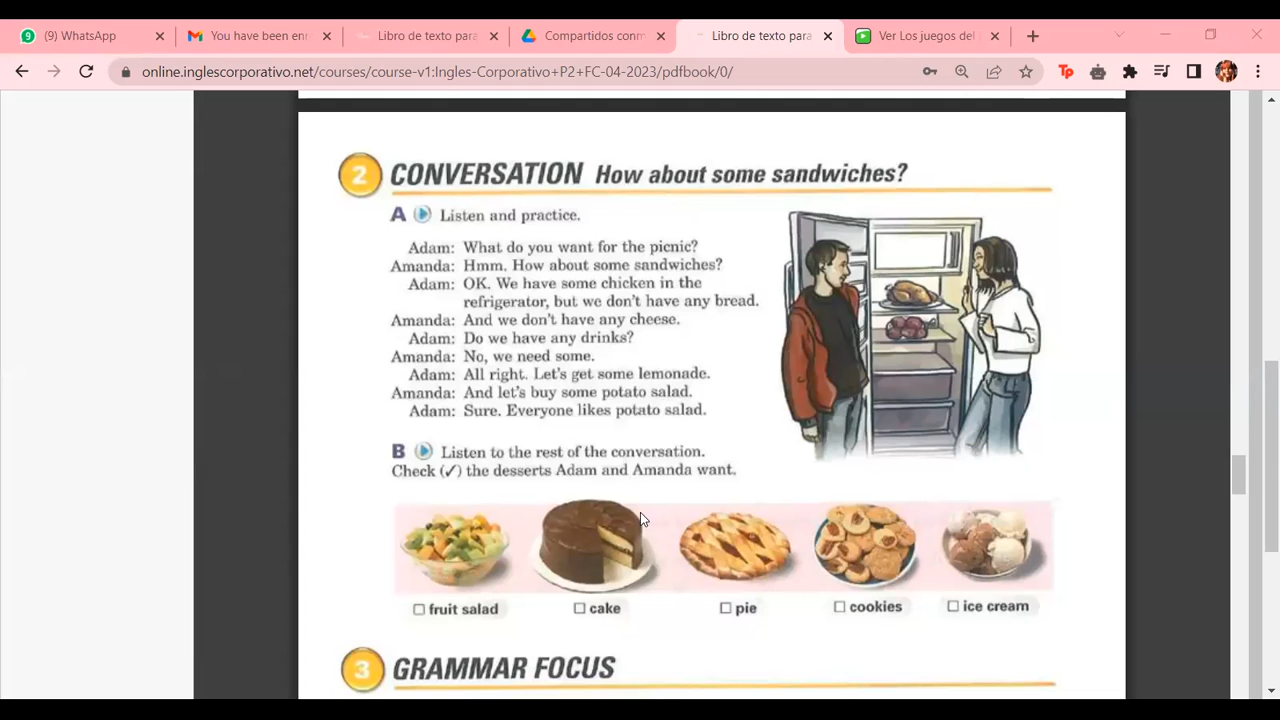 9
(9) WhatsApp
You have been enr
Libro de texto para
Compartidos conm
Libro de texto para
Ver Los juegos del
online.inglescorporativo.net/courses/course-v1:Ingles-Corporativo+P2+FC-04-2023/pdfbook/0/
Tp
2 CONVERSATION How about some sandwiches?
A Listen and practice.
Adam: What do you want for the picnic?
Amanda: Hmm. How about some sandwiches?
Adam: OK. We have some chicken in the
refrigerator, but we don't have any bread.
Amanda: And we don't have any cheese.
Adam: Do we have any drinks?
Amanda: No, we need some.
Adam: All right. Let's get some lemonade.
Amanda: And let's buy some potato salad.
Adam: Sure. Everyone likes potato salad.
B Listen to the rest of the conversation.
Check (✓) the desserts Adam and Amanda want.
fruit salad
cake
pie
cookies
ice cream
3 GRAMMAR FOCUS